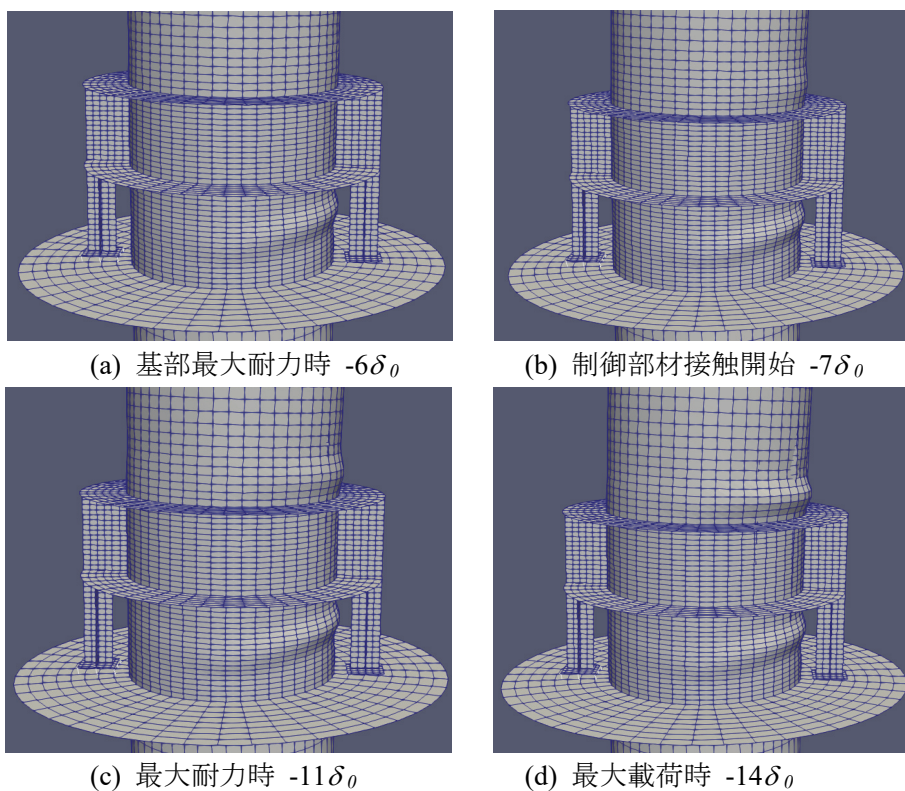 (a) 基部最大耐力時 -6δ₀
(b) 制御部材接触開始 -7δ₀
(c) 最大耐力時 -11δ₀
(d) 最大載荷時 -14δ₀